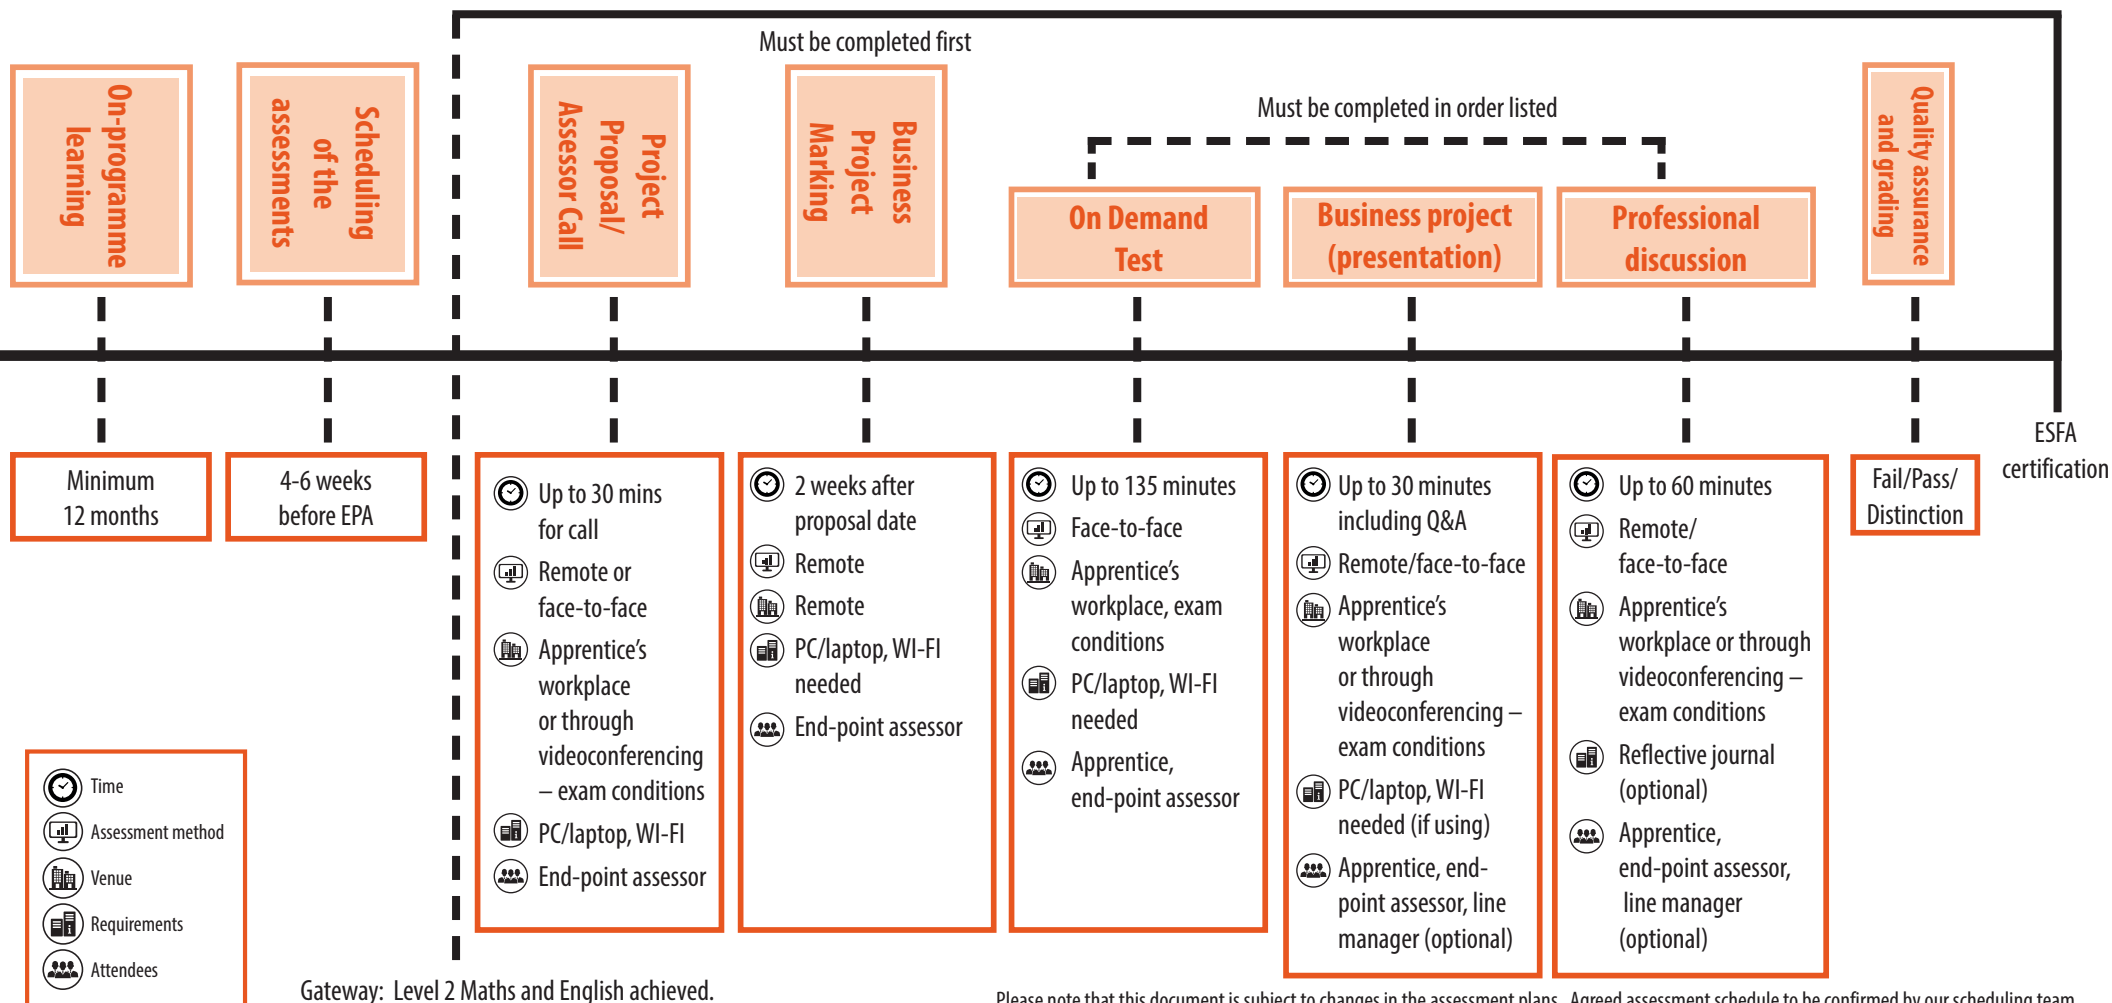 Must be completed first
On-programme
learning
Scheduling
of the
assessments
Project
Proposal/
Assessor Call
Business
Project
Marking
Must be completed in order listed
On Demand
Test
Business project
(presentation)
Professional
discussion
Quality assurance
and grading
Minimum
12 months
4-6 weeks
before EPA
Up to 30 mins
for call
Remote or
face-to-face
Apprentice's
workplace
or through
videoconferencing
– exam conditions
PC/laptop, WI-FI
End-point assessor
2 weeks after
proposal date
Remote
Remote
PC/laptop, WI-FI
needed
End-point assessor
Up to 135 minutes
Face-to-face
Apprentice's
workplace, exam
conditions
PC/laptop, WI-FI
needed
Apprentice,
end-point assessor
Up to 30 minutes
including Q&A
Remote/face-to-face
Apprentice's
workplace
or through
videoconferencing –
exam conditions
PC/laptop, WI-FI
needed (if using)
Apprentice, end-
point assessor, line
manager (optional)
Up to 60 minutes
Remote/
face-to-face
Apprentice's
workplace or through
videoconferencing –
exam conditions
Reflective journal
(optional)
Apprentice,
end-point assessor,
line manager
(optional)
Fail/Pass/
Distinction
ESFA
certification
Time
Assessment method
Venue
Requirements
Attendees
Gateway: Level 2 Maths and English achieved.
Please note that this document is subject to changes in the assessment plans. Agreed assessment schedule to be confirmed by our scheduling team